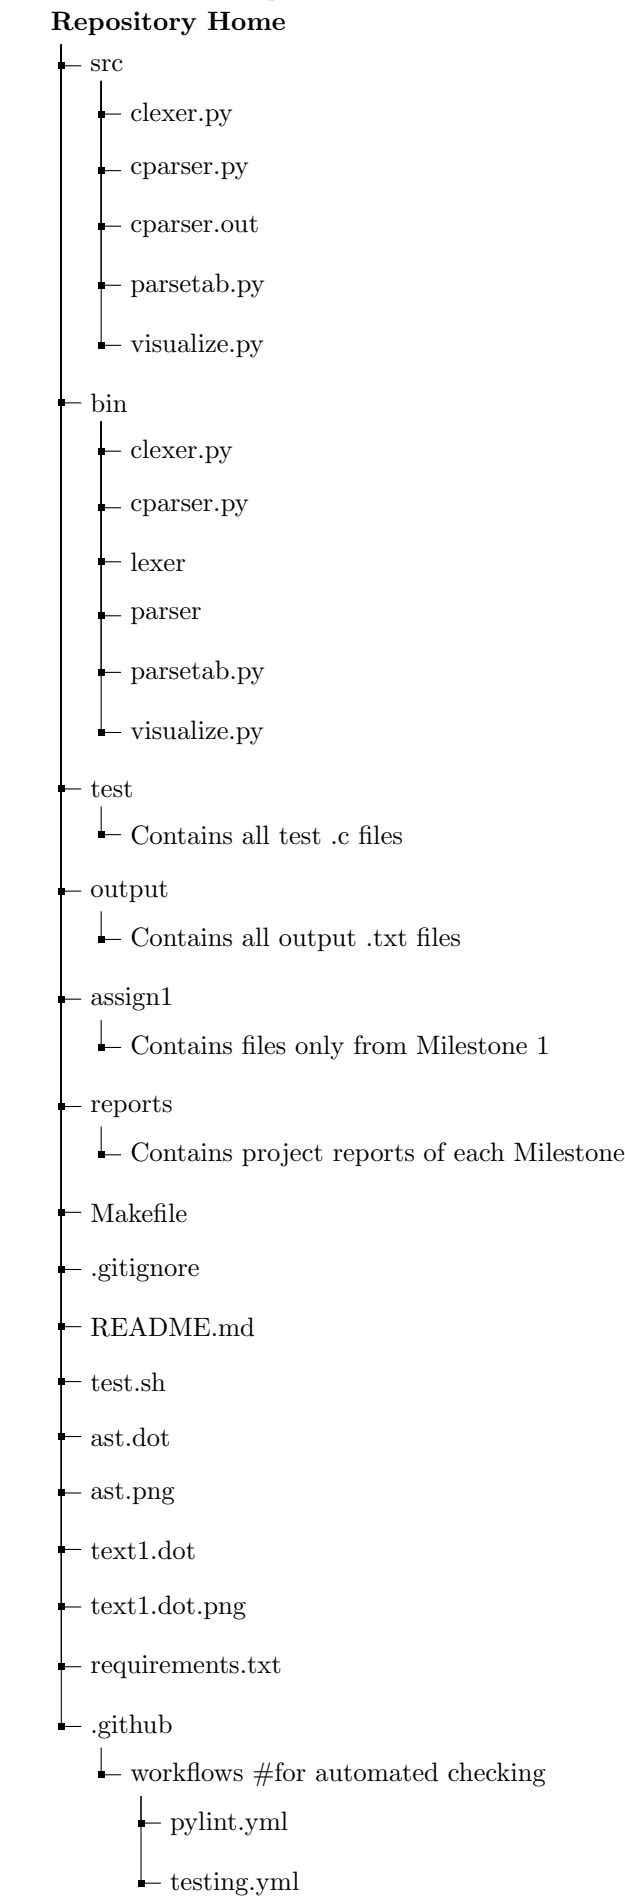 Repository Home
src
clexer.py
cparser.py
cparser.out
parsetab.py
visualize.py
bin
clexer.py
cparser.py
lexer
parser
parsetab.py
visualize.py
test
Contains all test .c files
output
Contains all output .txt files
assign1
Contains files only from Milestone 1
reports
Contains project reports of each Milestone
Makefile
.gitignore
README.md
test.sh
ast.dot
ast.png
text1.dot
text1.dot.png
requirements.txt
.github
workflows #for automated checking
pylint.yml
testing.yml